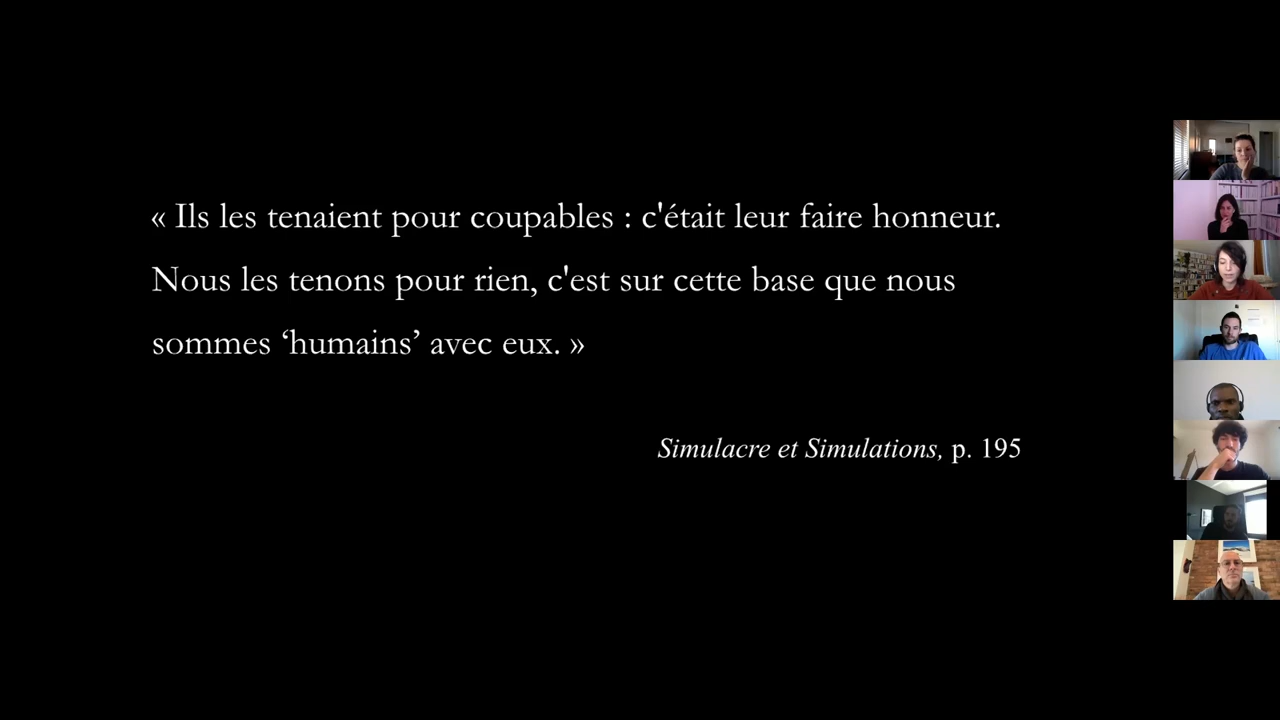 « Ils les tenaient pour coupables : c'était leur faire honneur.
Nous les tenons pour rien, c'est sur cette base que nous
sommes ‘humains’ avec eux. »
Simulacre et Simulations, p. 195